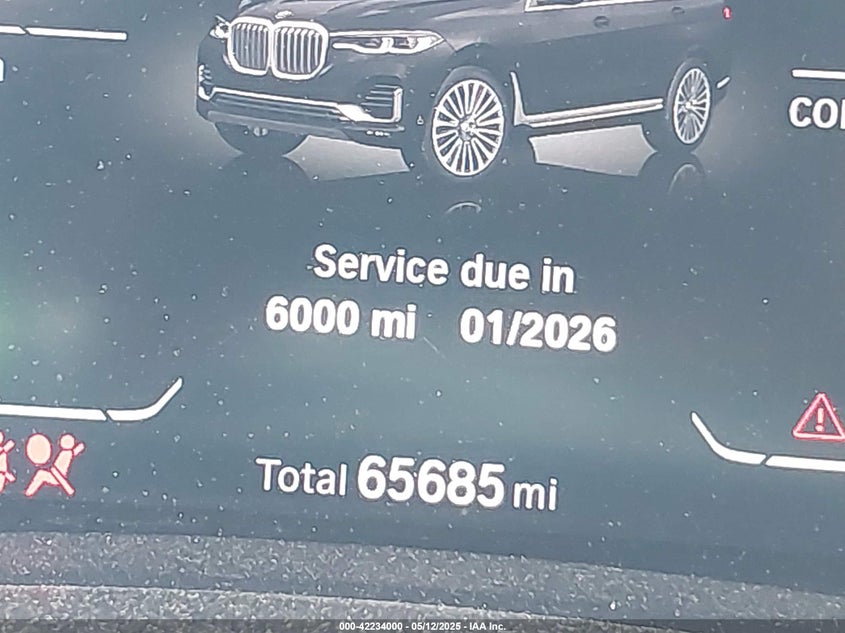 Service due in
6000 mi 01/2026
Total 65685 mi
000-42234000 - 05/12/2025 - IAA Inc.